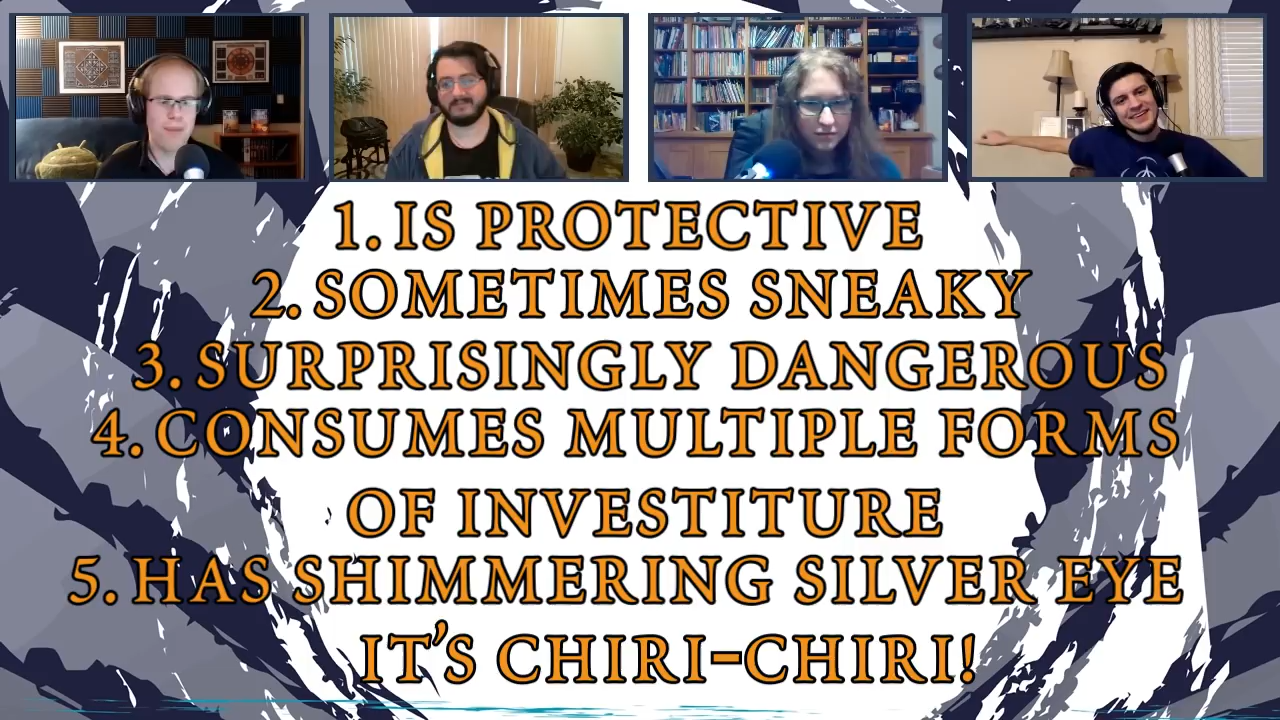 1. IS PROTECTIVE
2. SOMETIMES SNEAKY
3. SURPRISINGLY DANGEROUS
4. CONSUMES MULTIPLE FORMS
OF INVESTITURE
5. HAS SHIMMERING SILVER EYE
IT'S CHIRI-CHIRI!